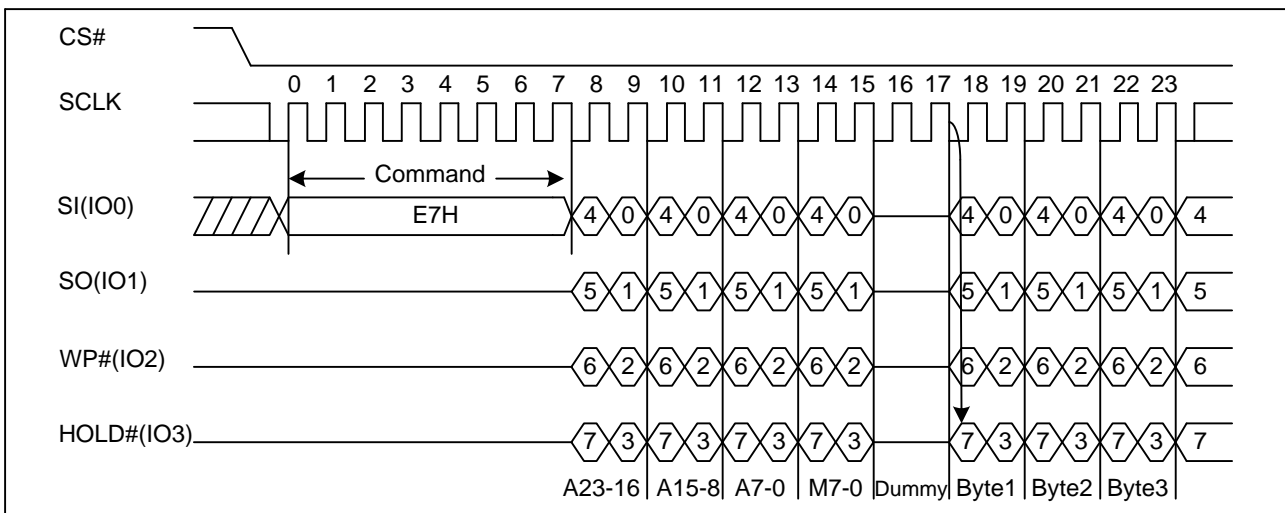 CS#
0 1 2 3 4 5 6 7 8 9 10 11 12 13 14 15 16 17 18 19 20 21 22 23
SCLK
Command
SI(IO0) E7H 4 0 4 0 4 0 4 0 4 0 4 0 4 0 4
SO(IO1) 5 1 5 1 5 1 5 1 5 1 5 1 5 1 5
WP#(IO2) 6 2 6 2 6 2 6 2 6 2 6 2 6 2 6
HOLD#(IO3) 7 3 7 3 7 3 7 3 7 3 7 3 7 3 7
A23-16 A15-8 A7-0 M7-0 Dummy Byte1 Byte2 Byte3